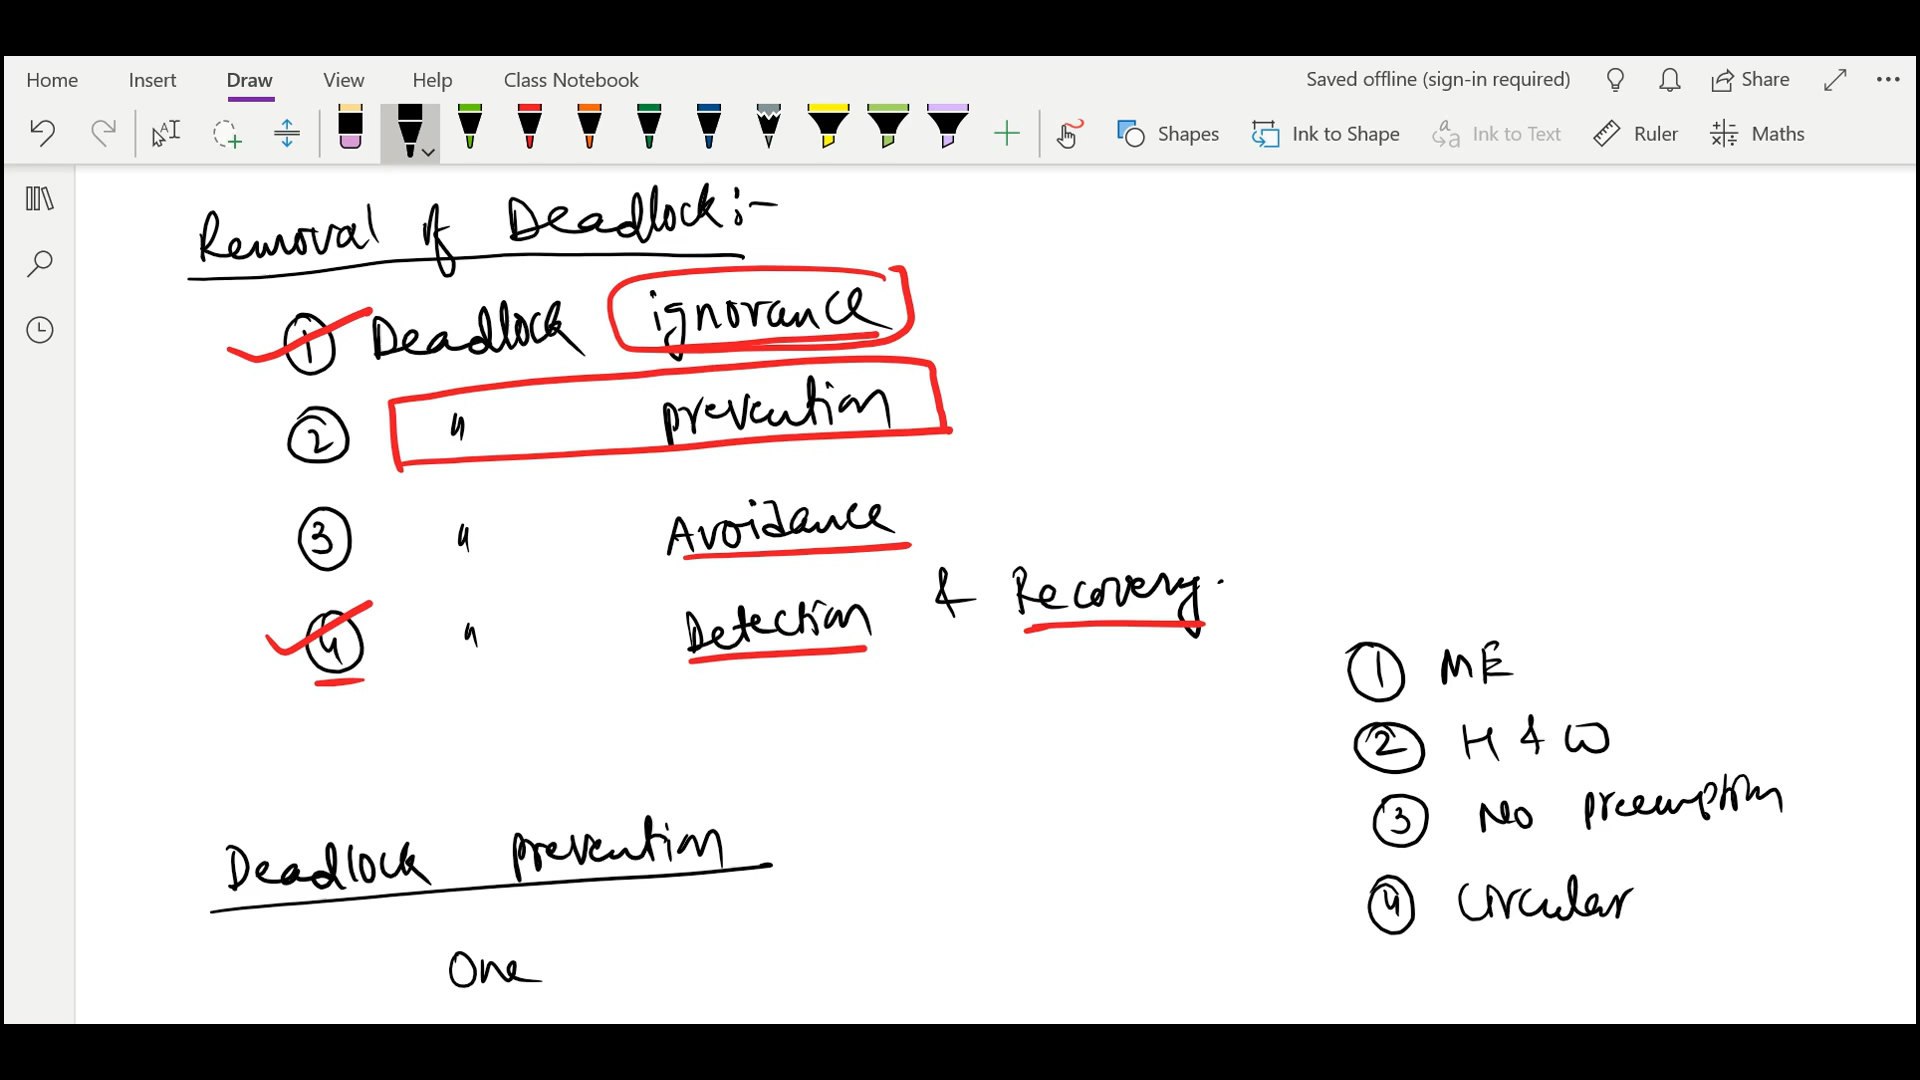 Home Insert Draw View Help Class Notebook Saved offline (sign-in required) Share
Shapes Ink to Shape Ink to Text Ruler Maths
Removal of Deadlock:-
① Deadlock ignorance
② " prevention
③ " Avoidance
④ " Detection & Recovery.
① ME
② H & W
③ No preemption
④ Circular
Deadlock prevention
One